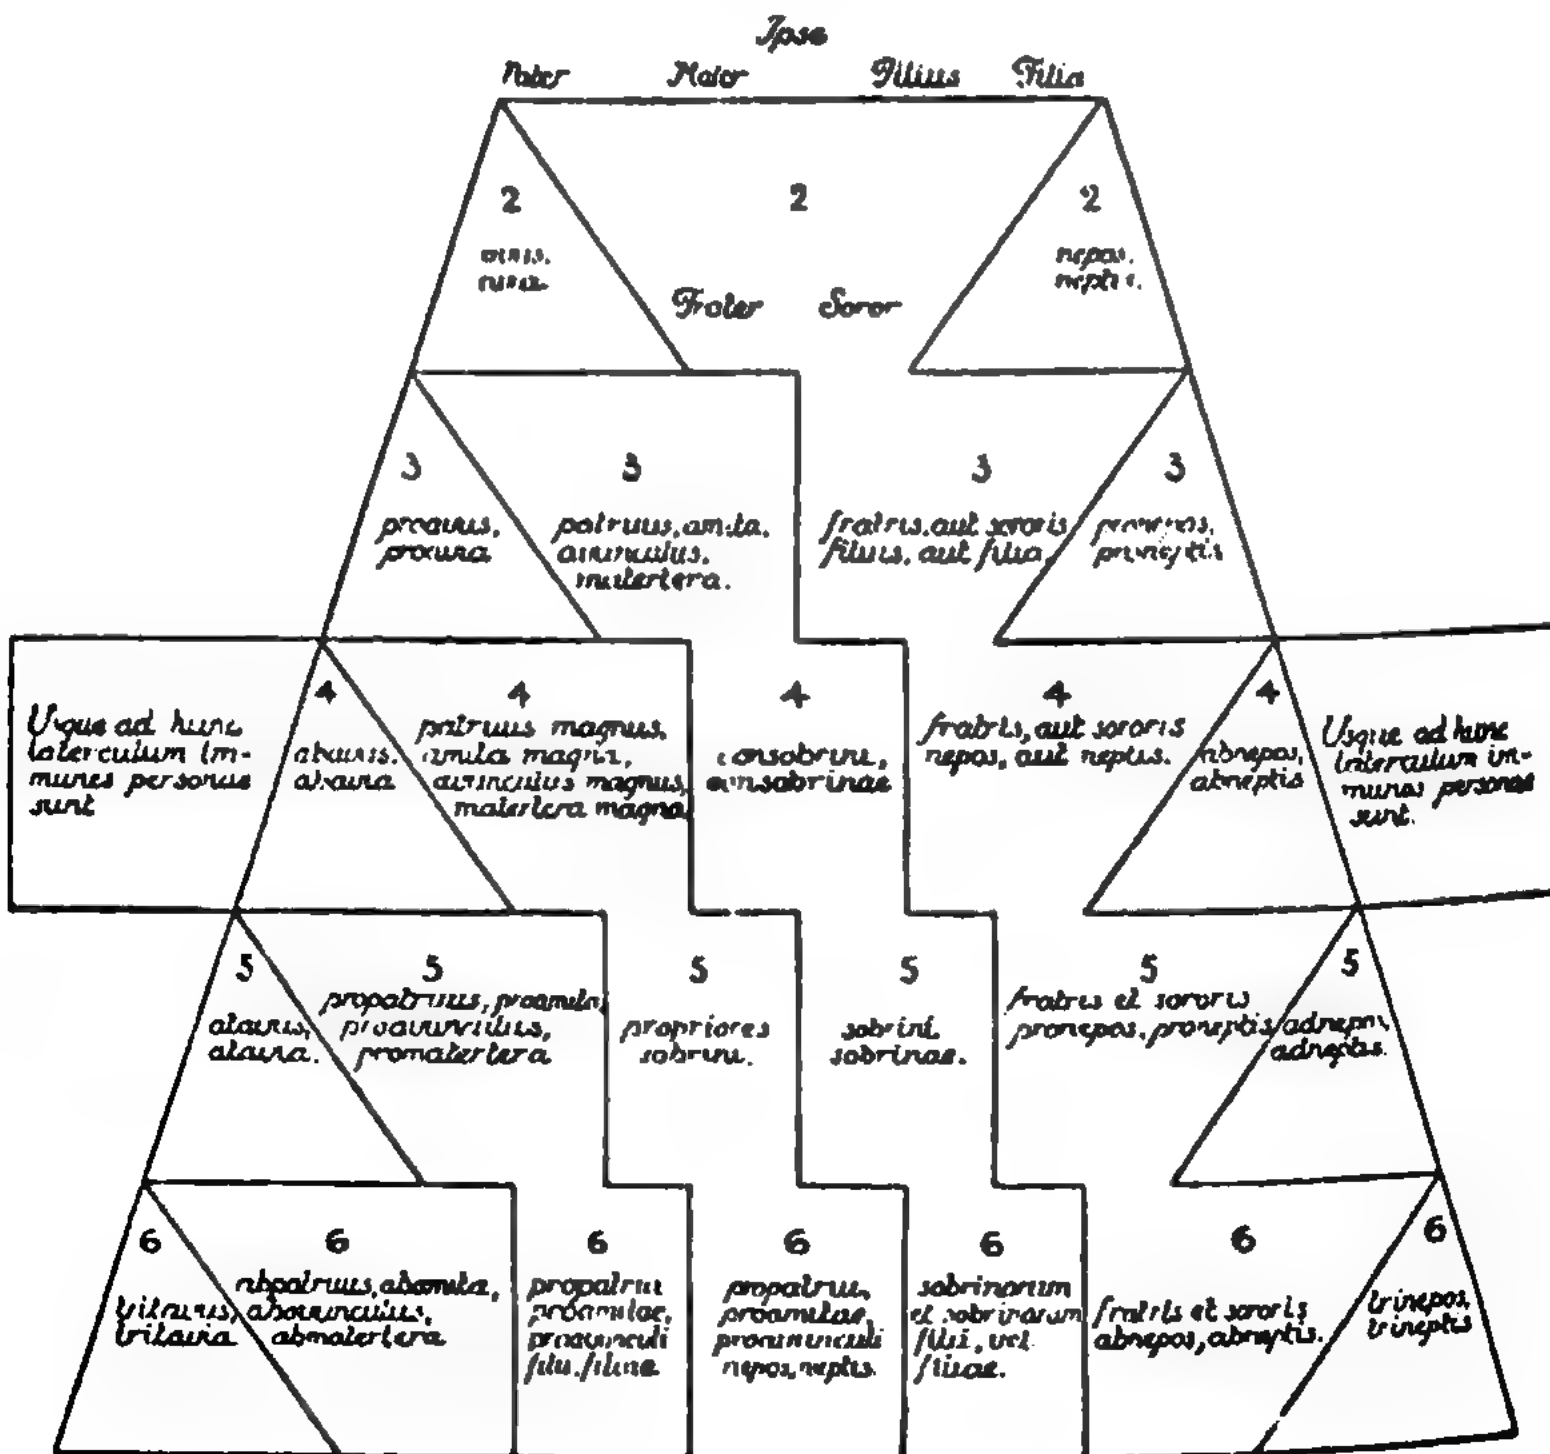 Ipse
Pater Mater Filius Filia
2 2 2
avus.
avia.
nepos.
neptis.
Frater Soror
3 3 3 3
proavus,
proavia
patruus, amita,
avunculus.
matertera.
fratris, aut sororis
filius, aut filia
pronepos,
proneptis
Usque ad hunc
laterculum im-
munes personae
sunt
4
abavus.
abavia
4
patruus magnus,
amita magna,
avunculus magnus,
matertera magna
4
consobrini,
consobrinae
4
fratris, aut sororis
nepos, aut neptis.
4
abnepos,
abneptis
Usque ad hunc
laterculum im-
munes personae
sunt.
5
atavus,
atavia.
5
propatruus, proamita,
proavunculus,
promatertera
5
propriores
sobrini.
5
sobrini,
sobrinae.
5
fratris et sororis
pronepos, proneptis
5
adnepos,
adneptis.
6
tritavus,
tritavia
6
abpatruus, abamita,
abavunculus,
abmatertera
6
propatrui
proamitae,
proavunculi
filii. filiae
6
propatrui,
proamitae,
proavunculi
nepos, neptis.
6
sobrinorum
et sobrinarum
filii, vel
filiae.
6
fratris et sororis
abnepos, abneptis.
6
trinepos,
trineptis